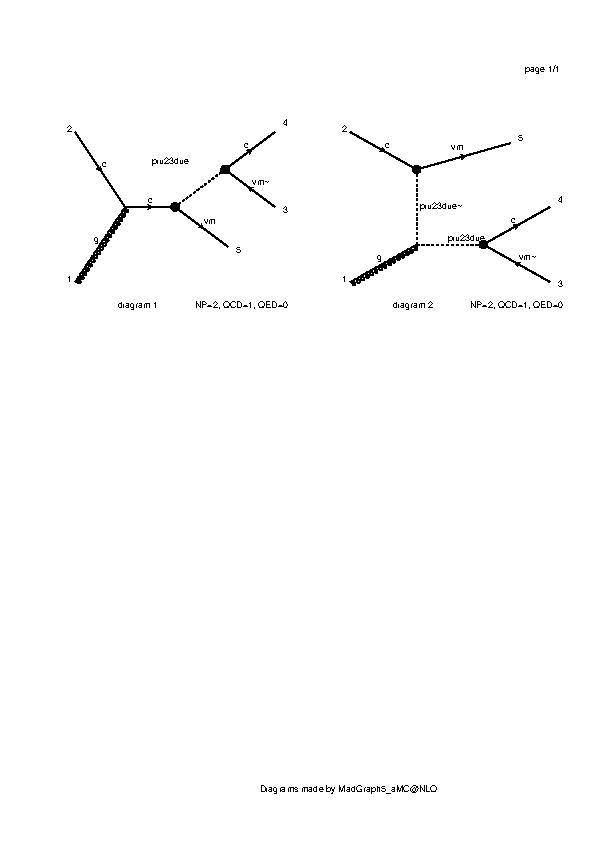 page 1/1
2
c
g
1
c
piu23due
c
4
vm~
3
vm
5
diagram 1
NP=2, QCD=1, QED=0
2
c
vm
5
piu23due~
g
1
piu23due
c
4
vm~
3
diagram 2
NP=2, QCD=1, QED=0
Diagrams made by MadGraph5_aMC@NLO